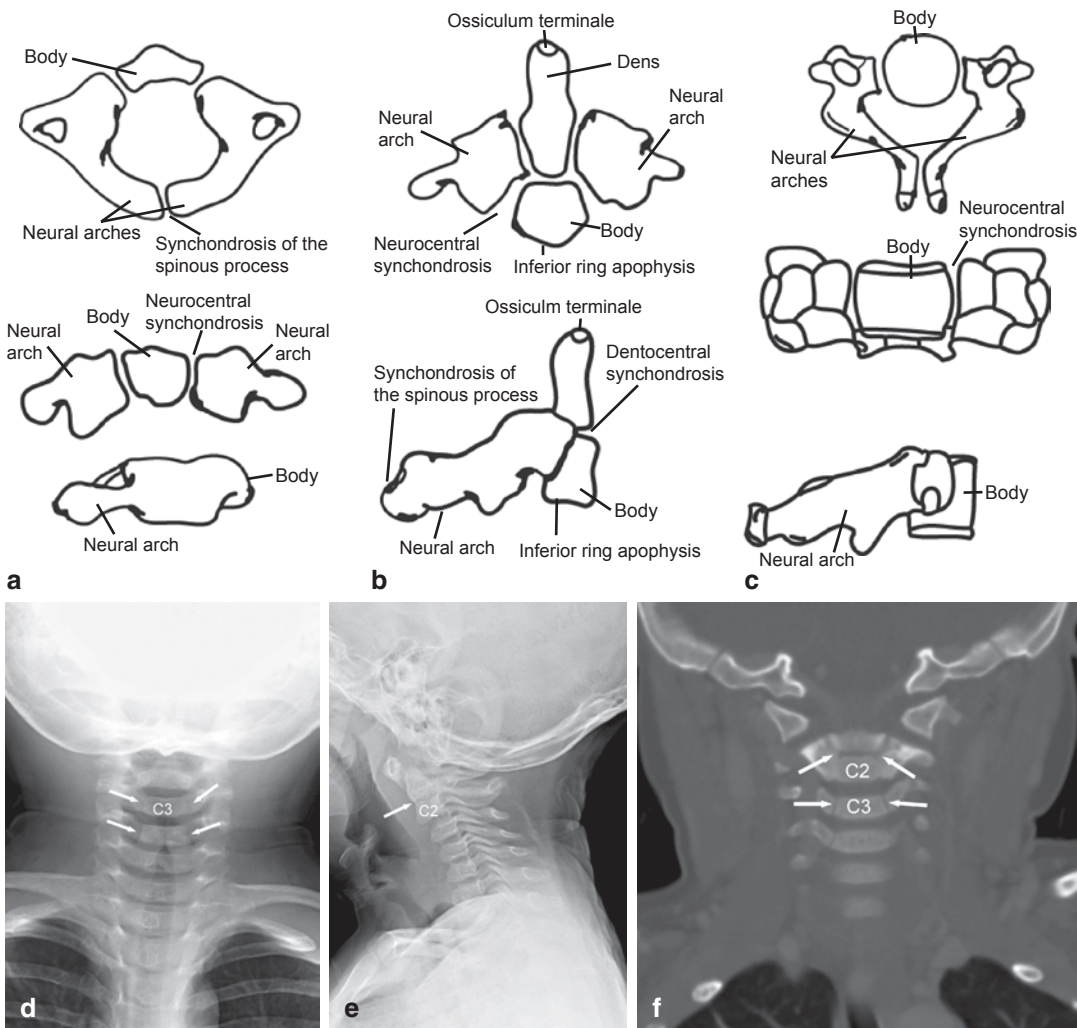 Body
Neural arches
Synchondrosis of the
spinous process
Body
Neurocentral
synchondrosis
Neural
arch
Neural
arch
Body
Neural arch
a
Ossiculum terminale
Dens
Neural
arch
Neural
arch
Neurocentral
synchondrosis
Body
Inferior ring apophysis
Ossiculm terminale
Dentocentral
synchondrosis
Synchondrosis of
the spinous process
Body
Neural arch
Inferior ring apophysis
b
Body
Neural
arches
Neurocentral
synchondrosis
Body
Body
Neural arch
c
C3
d
C2
e
C2
C3
f